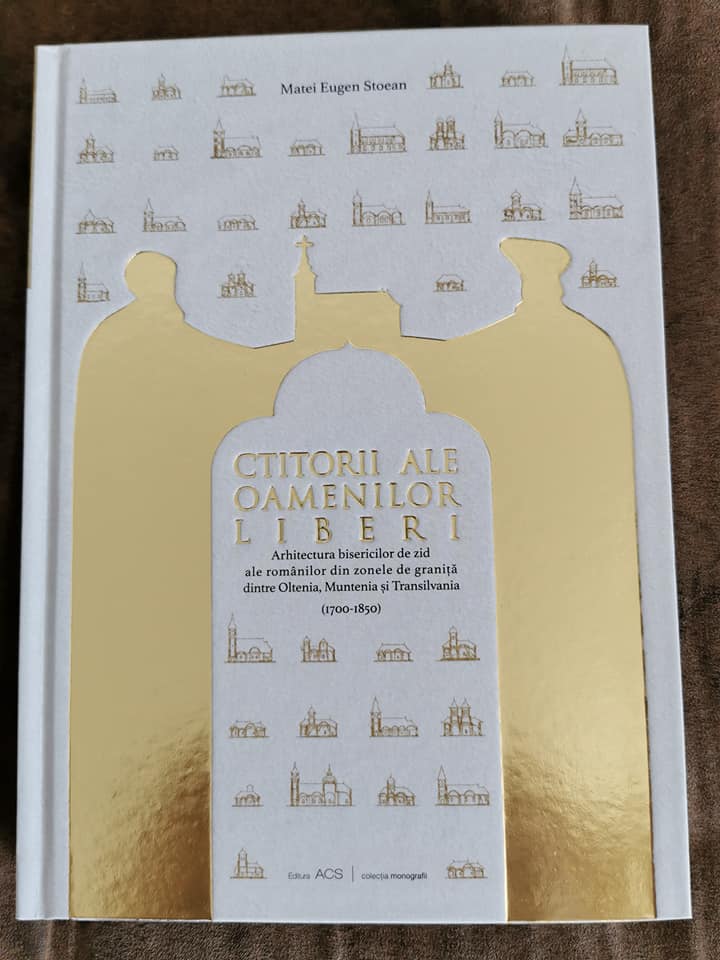 Matei Eugen Stoean
CTITORII ALE
OAMENILOR
LIBERI
Arhitectura bisericilor de zid
ale românilor din zonele de graniță
dintre Oltenia, Muntenia și Transilvania
(1700-1850)
Editura ACS | colecția monografii